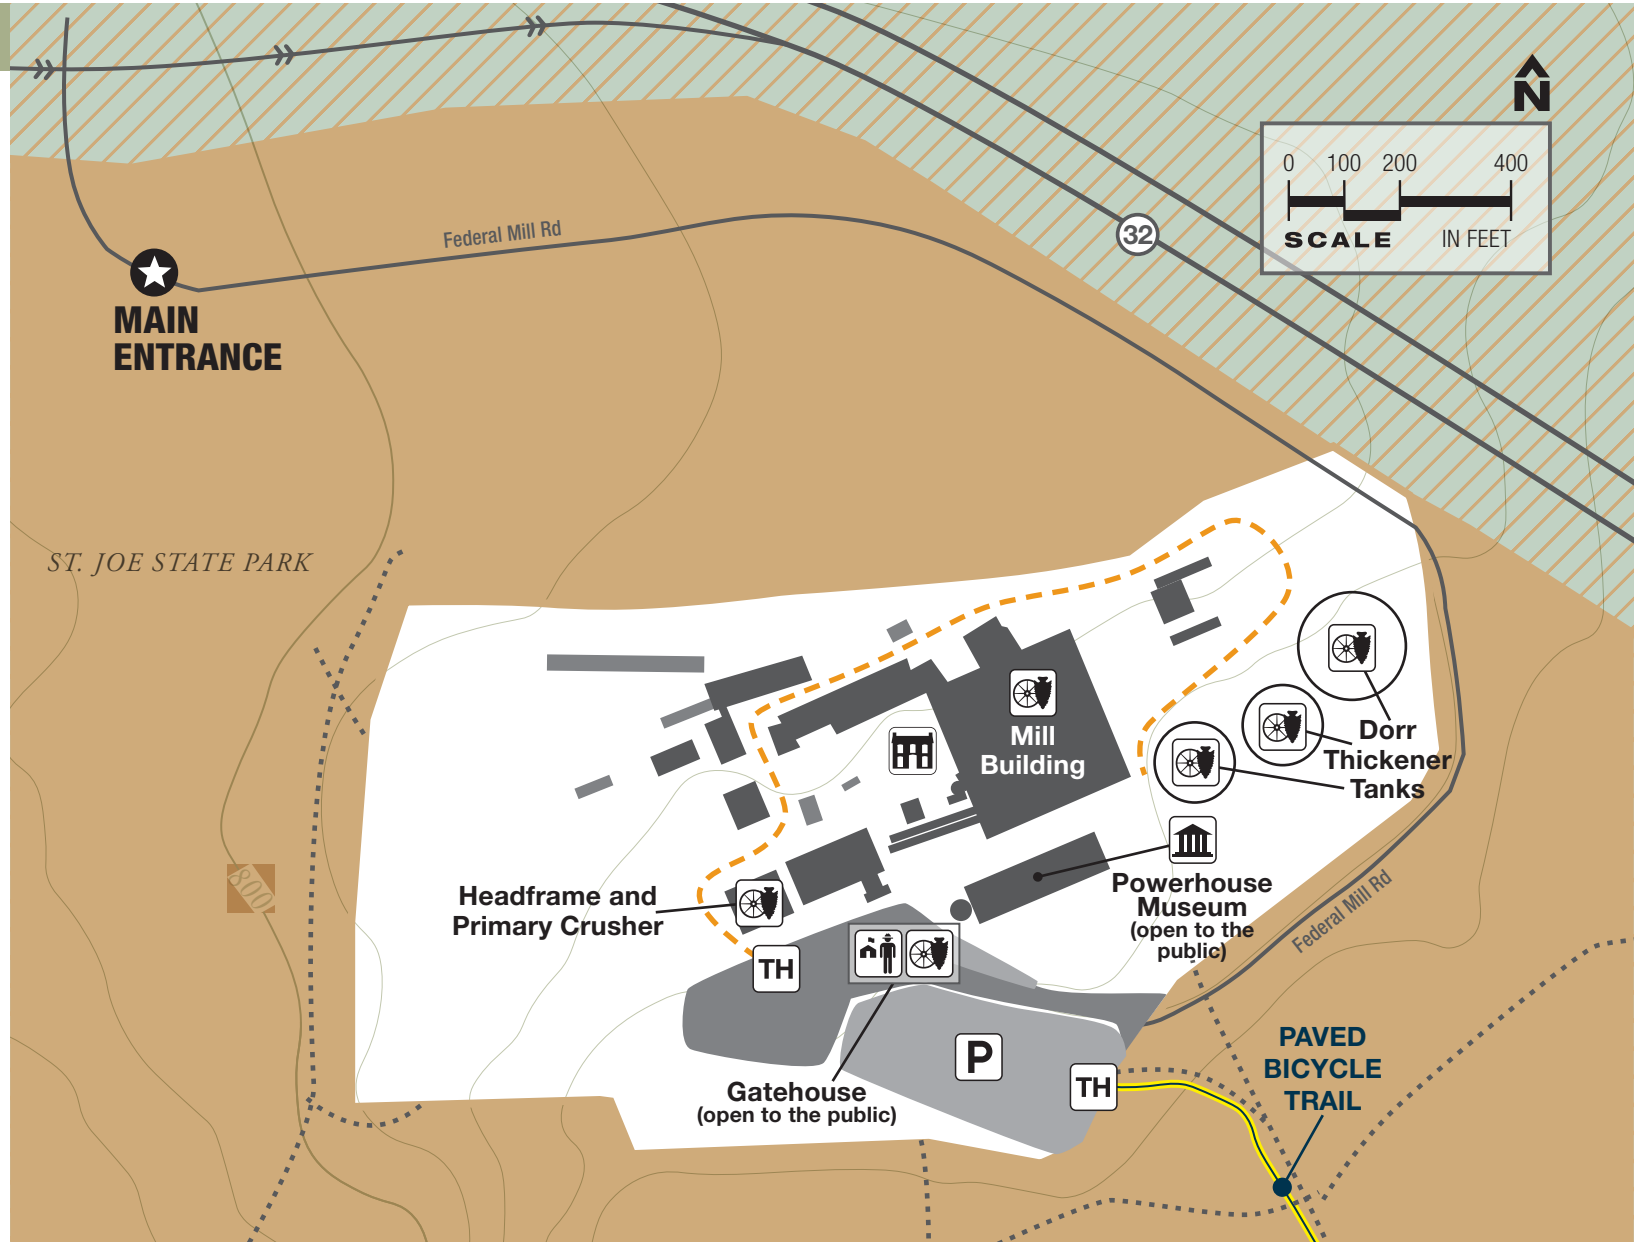 N
0 100 200 400
SCALE IN FEET
32
Federal Mill Rd
MAIN
ENTRANCE
ST. JOE STATE PARK
Mill
Building
Dorr
Thickener
Tanks
800
Headframe and
Primary Crusher
Powerhouse
Museum
(open to the
public)
Federal Mill Rd
TH
P
TH
Gatehouse
(open to the public)
PAVED
BICYCLE
TRAIL